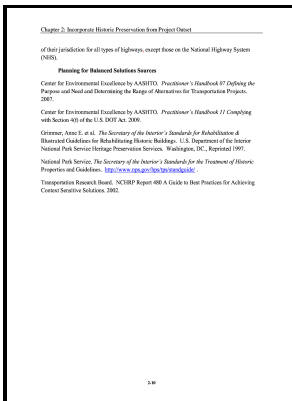 Chapter 2: Incorporate Historic Preservation from Project Outset
of their jurisdiction for all types of highways, except those on the National Highway System
(NHS).
Planning for Balanced Solutions Sources
Center for Environmental Excellence by AASHTO. Practitioner's Handbook 07 Defining the
Purpose and Need and Determining the Range of Alternatives for Transportation Projects.
2007.
Center for Environmental Excellence by AASHTO. Practitioner's Handbook 11 Complying
with Section 4(f) of the U.S. DOT Act. 2009.
Grimmer, Anne E. et al. The Secretary of the Interior's Standards for Rehabilitation &
Illustrated Guidelines for Rehabilitating Historic Buildings. U.S. Department of the Interior
National Park Service Heritage Preservation Services. Washington, DC., Reprinted 1997.
National Park Service, The Secretary of the Interior's Standards for the Treatment of Historic
Properties and Guidelines. http://www.nps.gov/hps/tps/standguide/ .
Transportation Research Board. NCHRP Report 480 A Guide to Best Practices for Achieving
Context Sensitive Solutions. 2002.
2-10